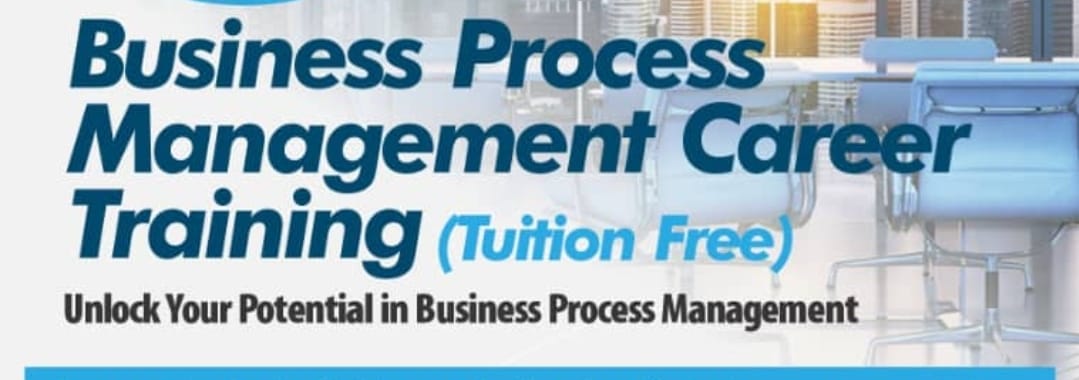 Business Process
Management Career
Training (Tuition Free)
Unlock Your Potential in Business Process Management